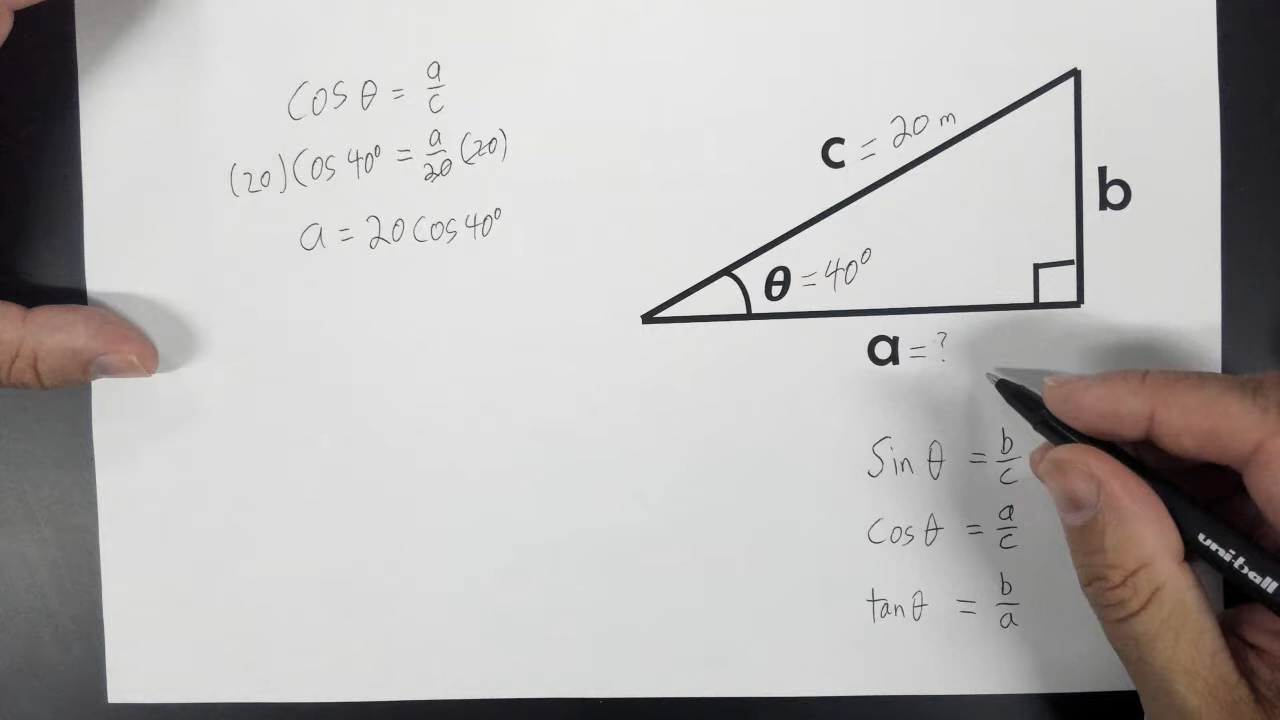 cos θ = a/c
(20) cos 40° = a/20 (20)
a = 20 cos 40°
c = 20 m
b
θ = 40°
a = ?
sin θ = b/c
cos θ = a/c
tan θ = b/a
uni-ball